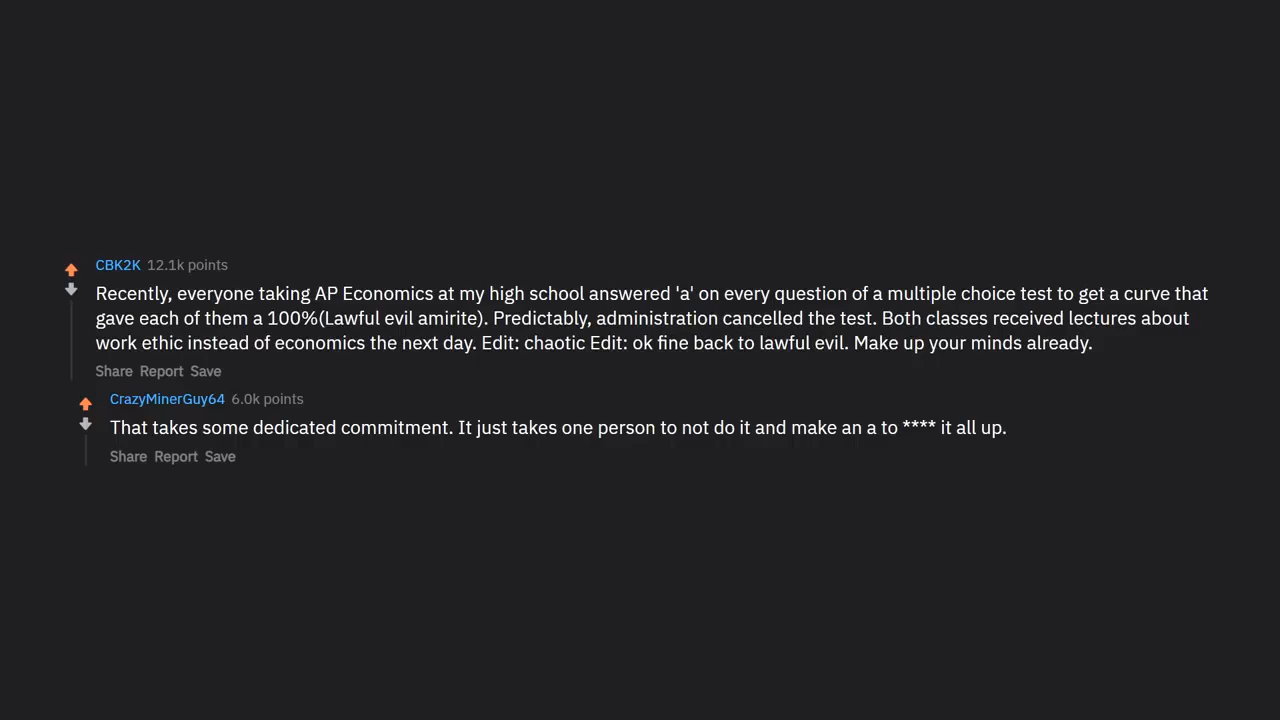 CBK2K 12.1k points
Recently, everyone taking AP Economics at my high school answered 'a' on every question of a multiple choice test to get a curve that
gave each of them a 100%(Lawful evil amirite). Predictably, administration cancelled the test. Both classes received lectures about
work ethic instead of economics the next day. Edit: chaotic Edit: ok fine back to lawful evil. Make up your minds already.
Share Report Save
CrazyMinerGuy64 6.0k points
That takes some dedicated commitment. It just takes one person to not do it and make an a to **** it all up.
Share Report Save